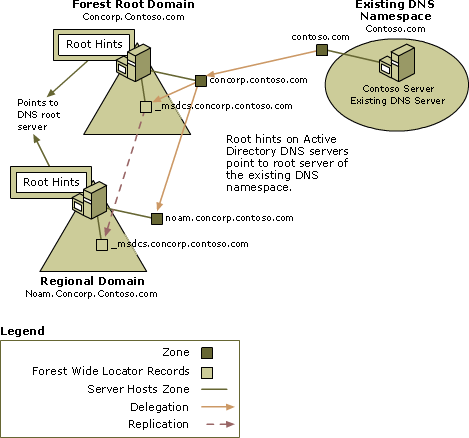 Forest Root Domain
Concorp.Contoso.com
Existing DNS
Namespace
Contoso.com
contoso.com
Root Hints
concorp.contoso.com
Contoso Server
Existing DNS Server
Points to
DNS root
server
_msdcs.concorp.contoso.com
Root hints on Active
Directory DNS servers
point to root server of
the existing DNS
namespace.
Root Hints
noam.concorp.contoso.com
_msdcs.concorp.contoso.com
Regional Domain
Noam.Concorp.Contoso.com
Legend
Zone
Forest Wide Locator Records
Server Hosts Zone
Delegation
Replication